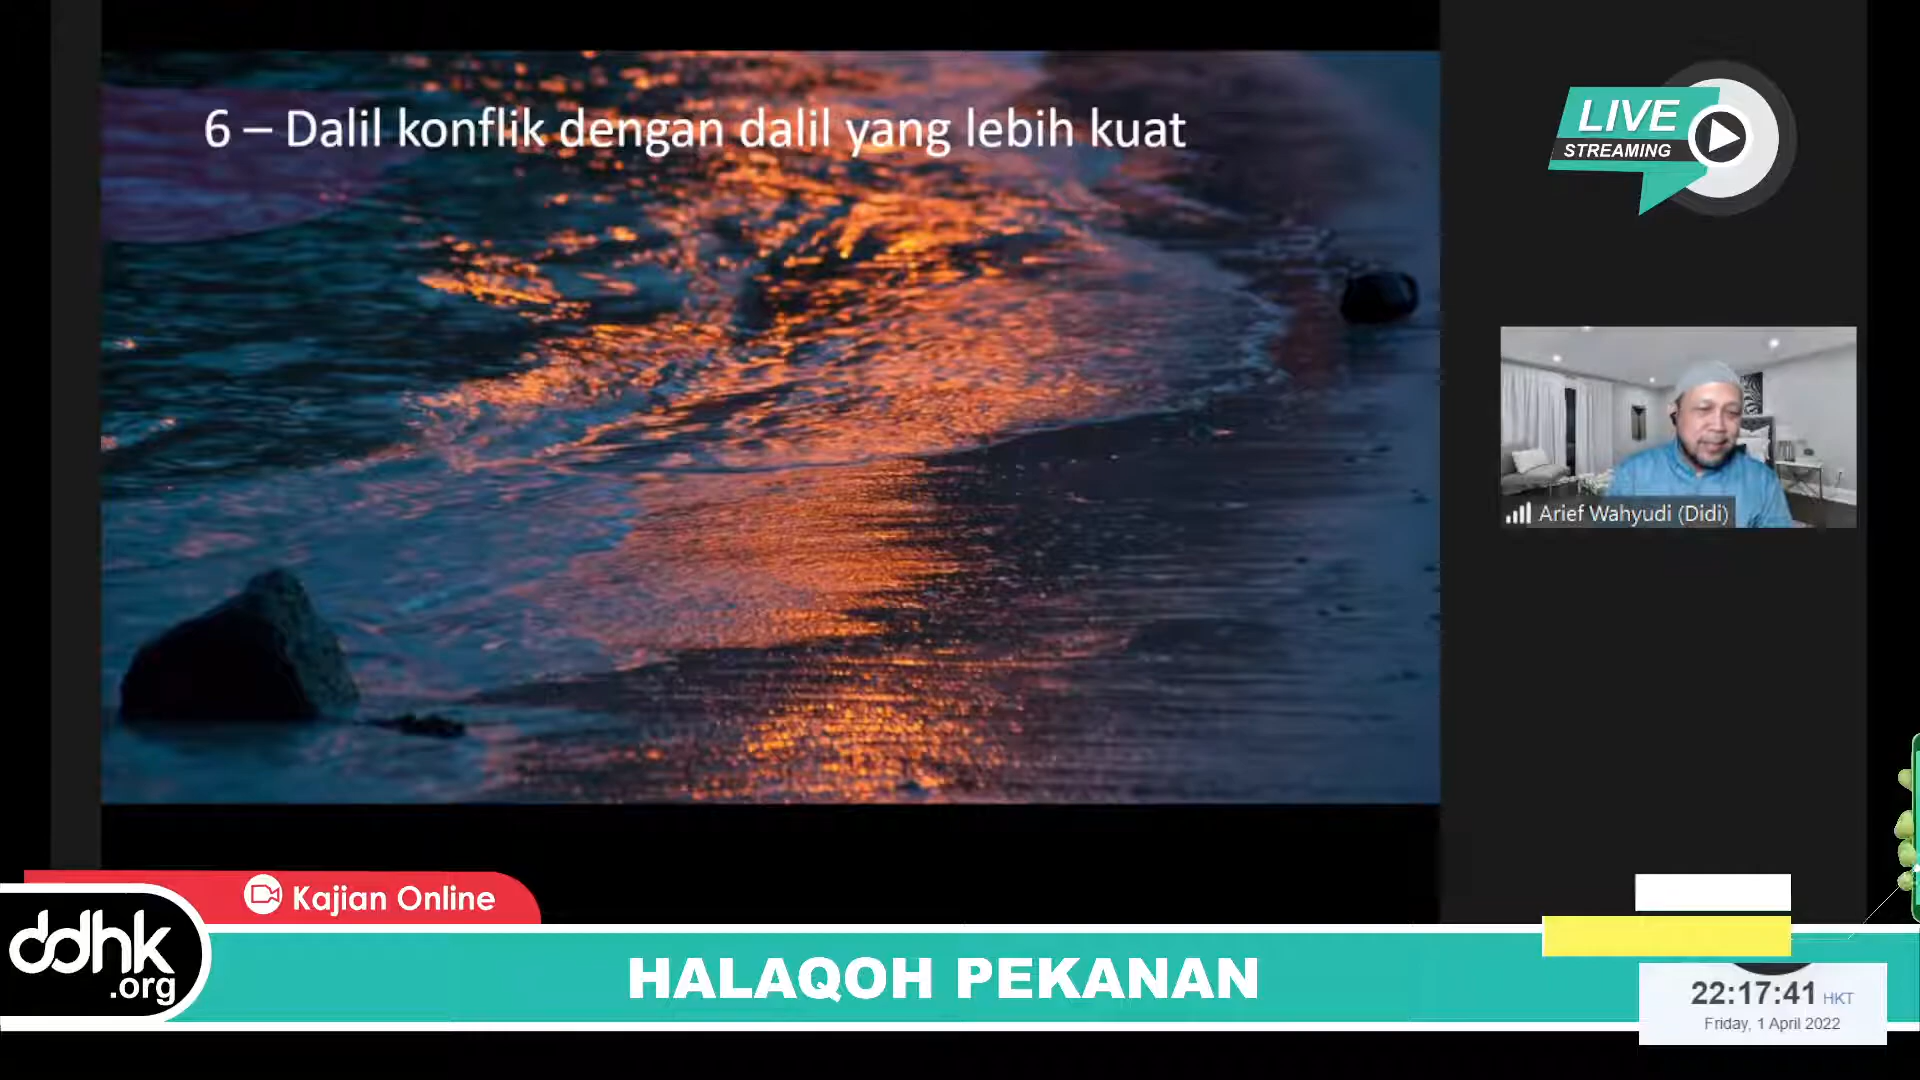 6 – Dalil konflik dengan dalil yang lebih kuat
LIVE
STREAMING
Arief Wahyudi (Didi)
Kajian Online
ddhk
.org
HALAQOH PEKANAN
22:17:41 HKT
Friday, 1 April 2022